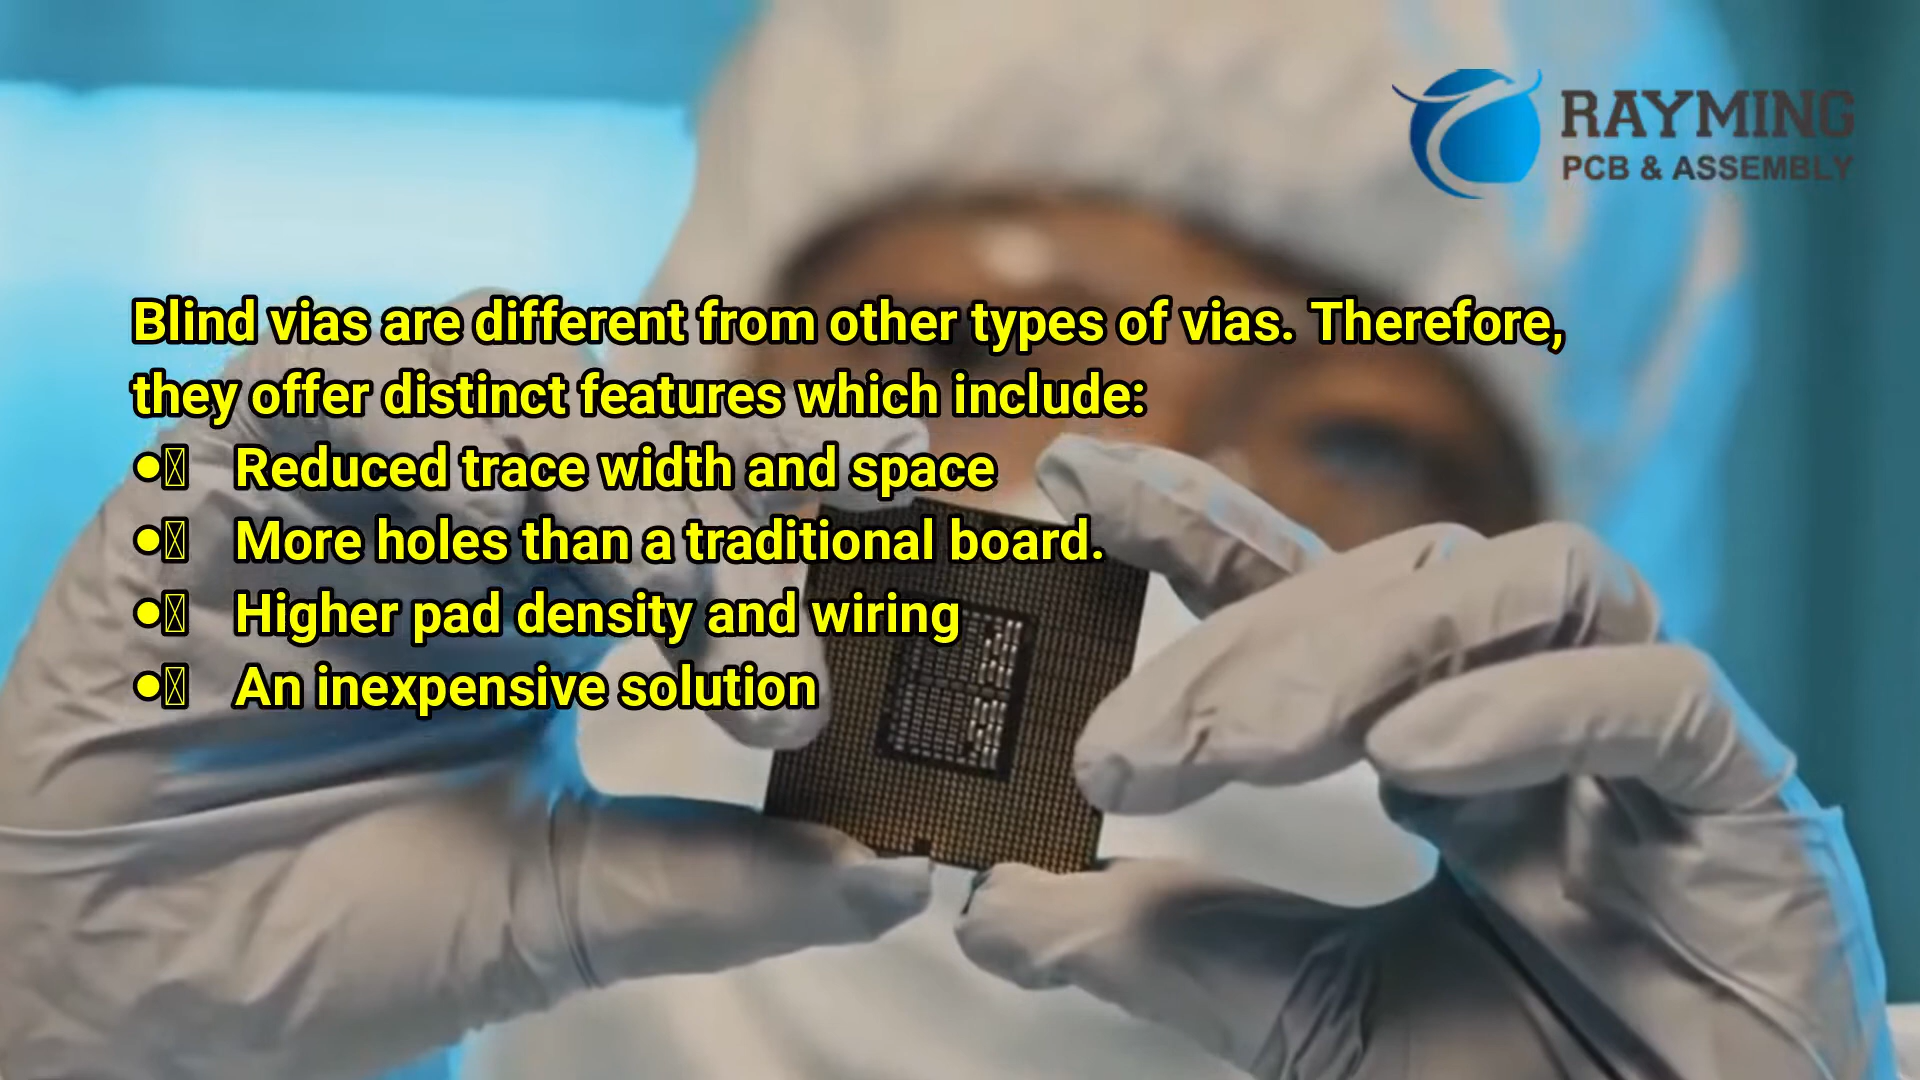 RAYMING
PCB & ASSEMBLY
Blind vias are different from other types of vias. Therefore,
they offer distinct features which include:
● Reduced trace width and space
● More holes than a traditional board.
● Higher pad density and wiring
● An inexpensive solution